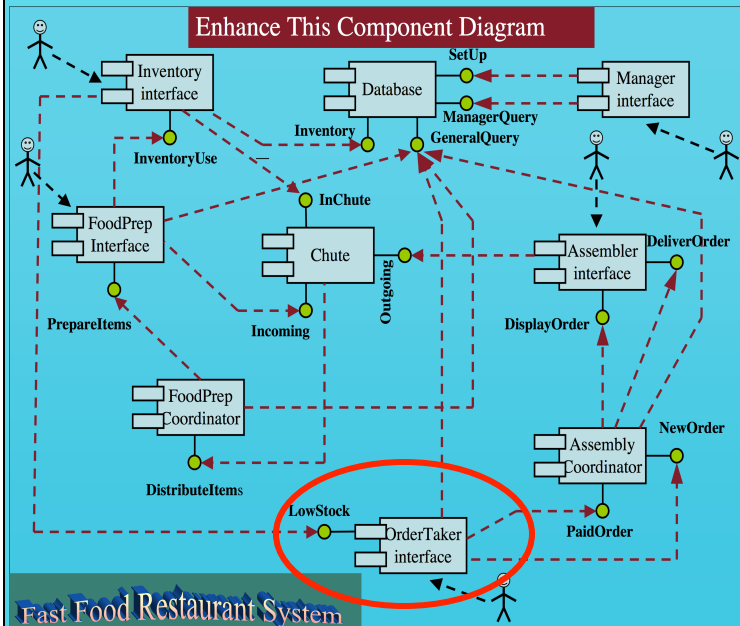 Enhance This Component Diagram
SetUp
Inventory
interface
Database
Manager
interface
ManagerQuery
Inventory
GeneralQuery
InventoryUse
InChute
FoodPrep
Interface
Chute
Outgoing
Assembler
interface
DeliverOrder
PrepareItems
Incoming
DisplayOrder
FoodPrep
Coordinator
NewOrder
Assembly
Coordinator
DistributeItems
LowStock
OrderTaker
interface
PaidOrder
Fast Food Restaurant System